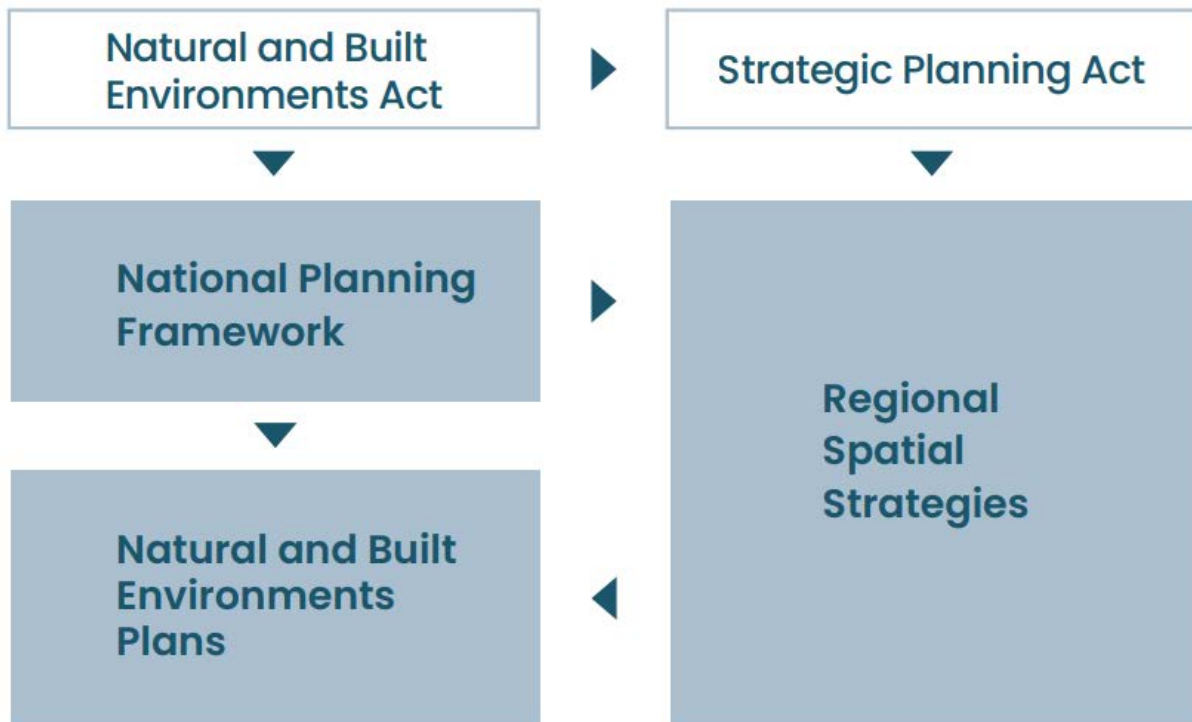 Natural and Built
Environments Act
Strategic Planning Act
National Planning
Framework
Regional
Spatial
Strategies
Natural and Built
Environments
Plans